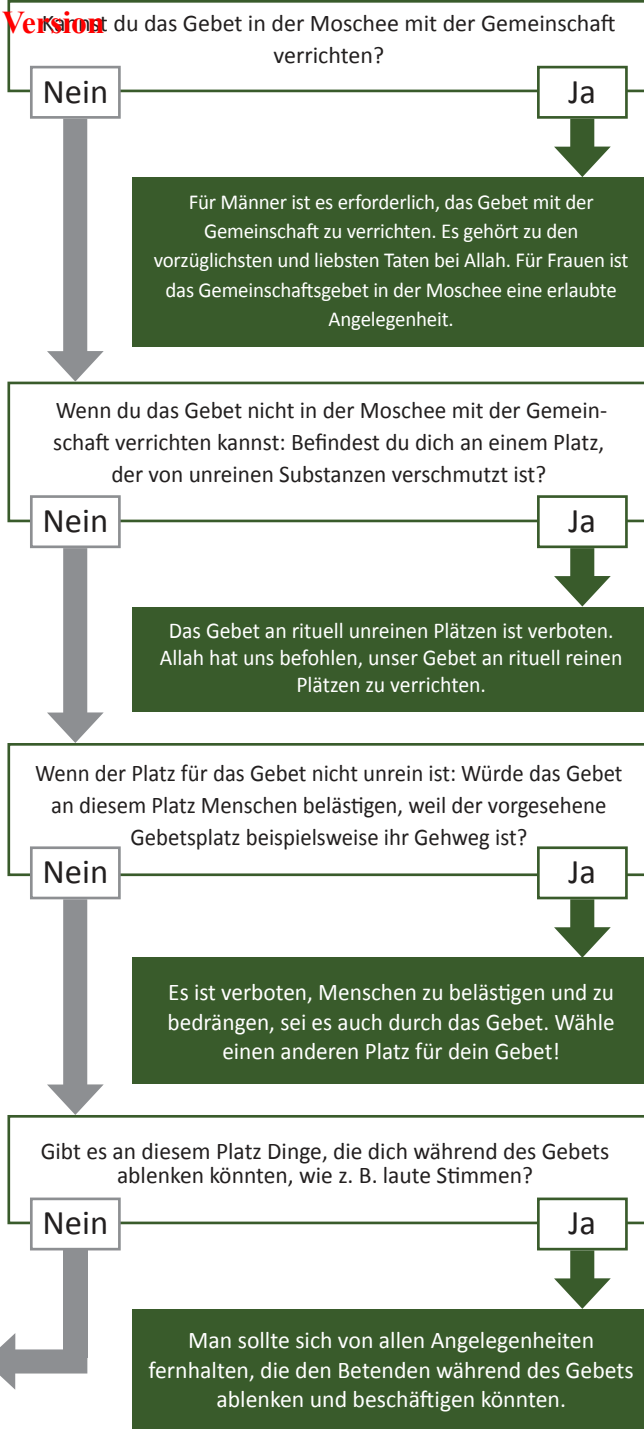 Version
Kannst du das Gebet in der Moschee mit der Gemeinschaft
verrichten?
Nein
Ja
Für Männer ist es erforderlich, das Gebet mit der
Gemeinschaft zu verrichten. Es gehört zu den
vorzüglichsten und liebsten Taten bei Allah. Für Frauen ist
das Gemeinschaftsgebet in der Moschee eine erlaubte
Angelegenheit.
Wenn du das Gebet nicht in der Moschee mit der Gemein-
schaft verrichten kannst: Befindest du dich an einem Platz,
der von unreinen Substanzen verschmutzt ist?
Nein
Ja
Das Gebet an rituell unreinen Plätzen ist verboten.
Allah hat uns befohlen, unser Gebet an rituell reinen
Plätzen zu verrichten.
Wenn der Platz für das Gebet nicht unrein ist: Würde das Gebet
an diesem Platz Menschen belästigen, weil der vorgesehene
Gebetsplatz beispielsweise ihr Gehweg ist?
Nein
Ja
Es ist verboten, Menschen zu belästigen und zu
bedrängen, sei es auch durch das Gebet. Wähle
einen anderen Platz für dein Gebet!
Gibt es an diesem Platz Dinge, die dich während des Gebets
ablenken könnten, wie z. B. laute Stimmen?
Nein
Ja
Man sollte sich von allen Angelegenheiten
fernhalten, die den Betenden während des Gebets
ablenken und beschäftigen könnten.